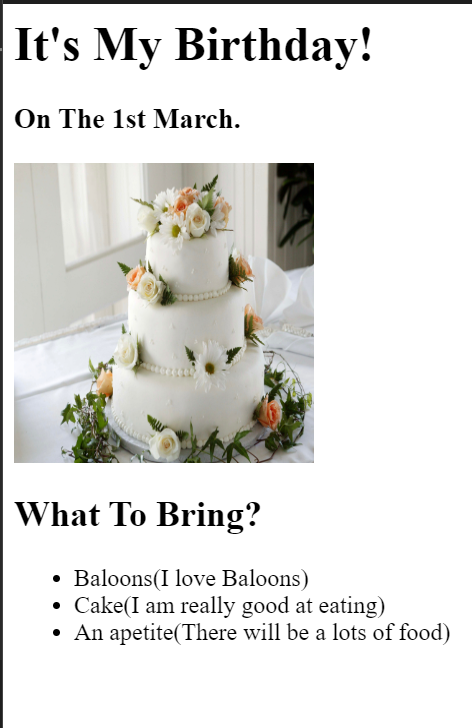 It's My Birthday!
On The 1st March.
What To Bring?
Baloons(I love Baloons)
Cake(I am really good at eating)
An apetite(There will be a lots of food)